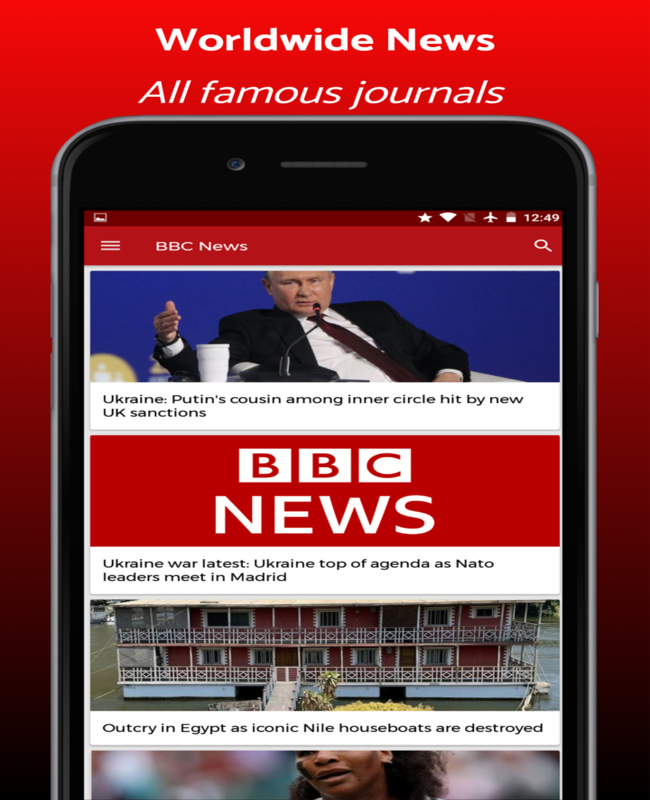 Worldwide News
All famous journals
12:49
BBC News
Ukraine: Putin's cousin among inner circle hit by new
UK sanctions
BBC
NEWS
Ukraine war latest: Ukraine top of agenda as Nato
leaders meet in Madrid
Outcry in Egypt as iconic Nile houseboats are destroyed